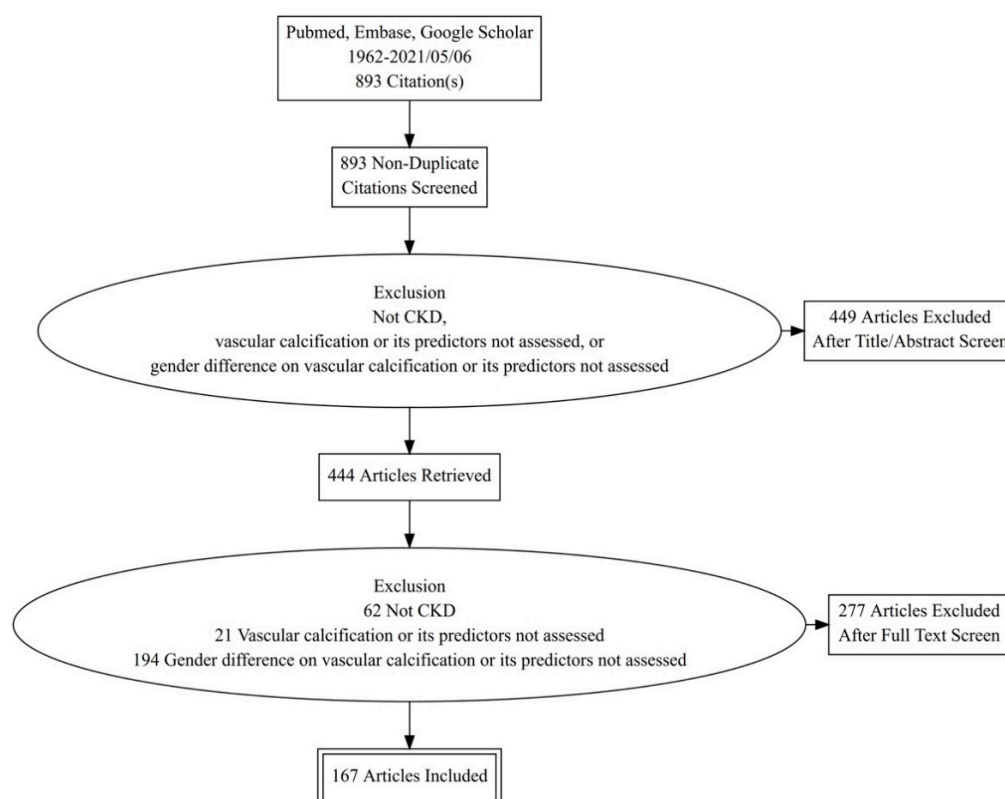 Pubmed, Embase, Google Scholar
1962-2021/05/06
893 Citation(s)
893 Non-Duplicate
Citations Screened
Exclusion
Not CKD,
vascular calcification or its predictors not assessed, or
gender difference on vascular calcification or its predictors not assessed
449 Articles Excluded
After Title/Abstract Screen
444 Articles Retrieved
Exclusion
62 Not CKD
21 Vascular calcification or its predictors not assessed
194 Gender difference on vascular calcification or its predictors not assessed
277 Articles Excluded
After Full Text Screen
167 Articles Included